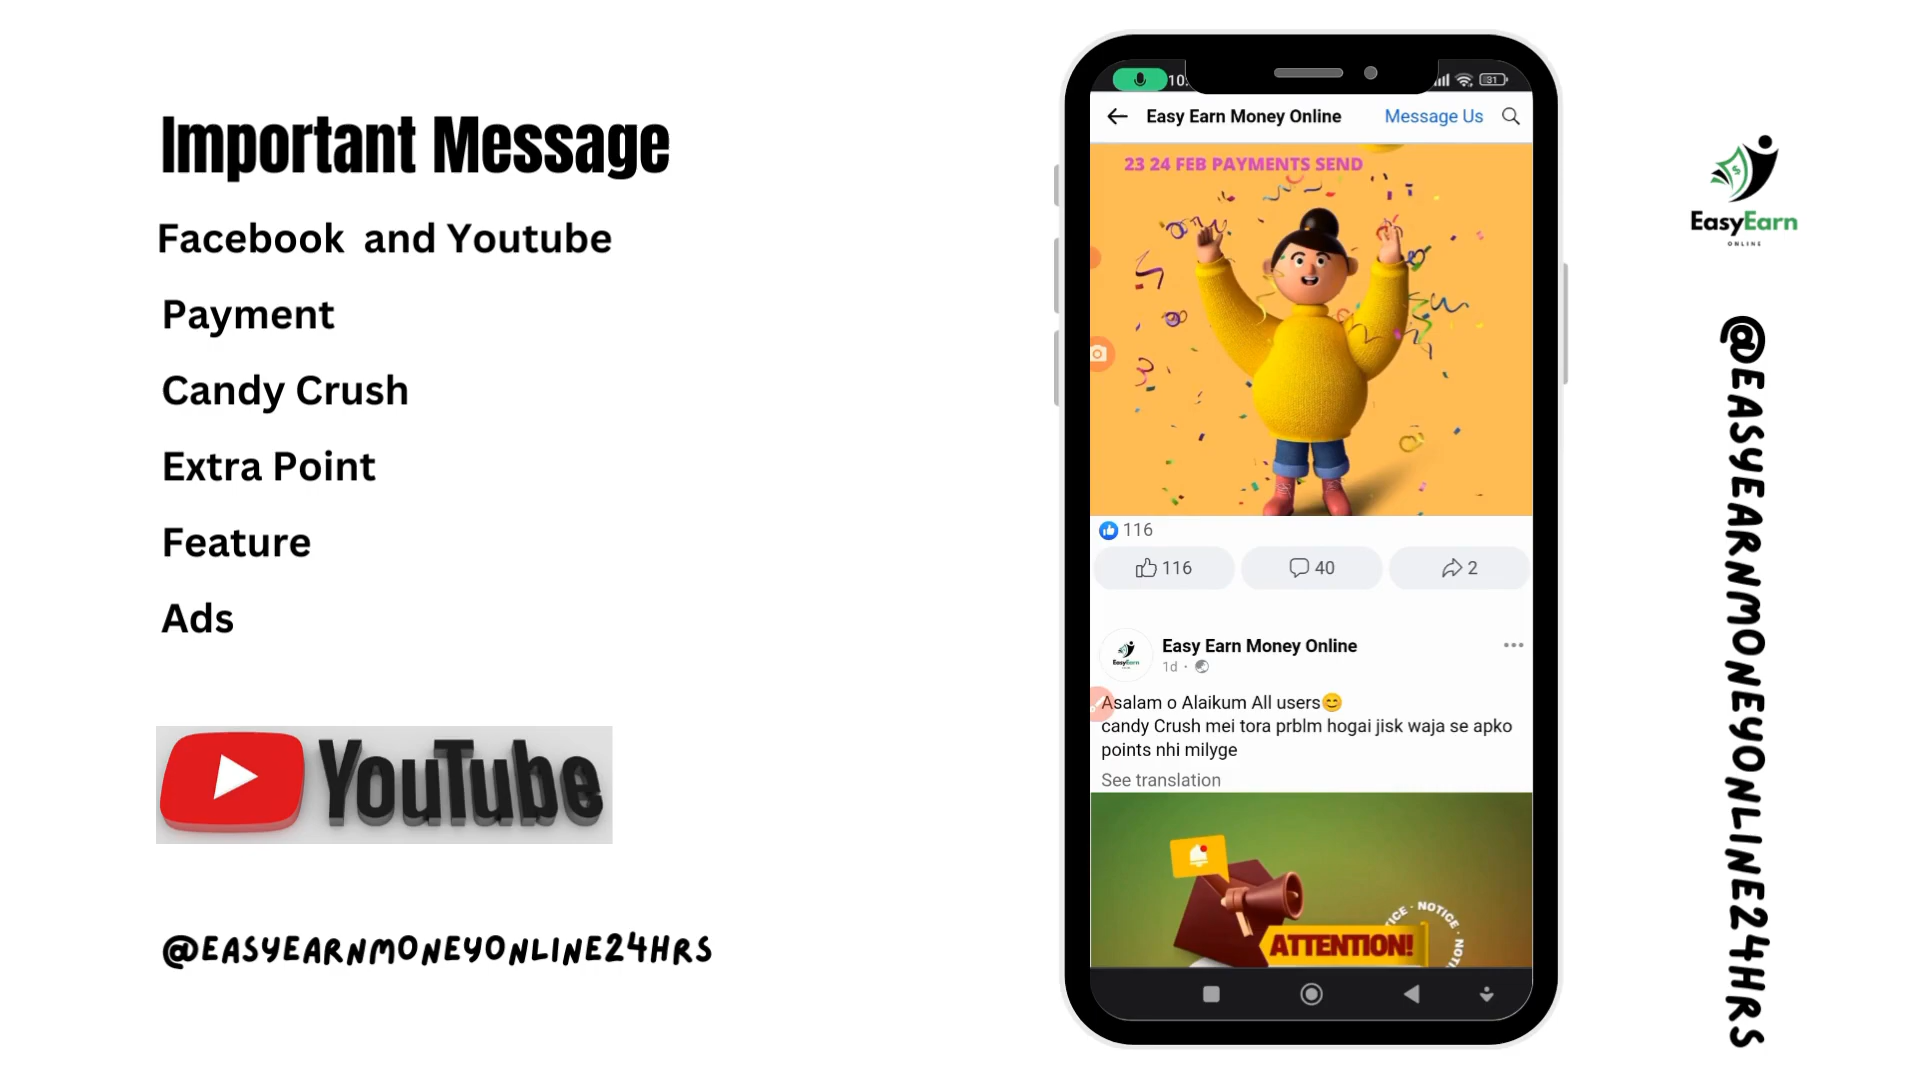 Important Message
Facebook and Youtube
Payment
Candy Crush
Extra Point
Feature
Ads
YouTube
@EASYEARNMONEYONLINE24HRS
31
Easy Earn Money Online
Message Us
23 24 FEB PAYMENTS SEND
116
116
40
2
EasyEarn
Easy Earn Money Online
1d
Asalam o Alaikum All users😊
candy Crush mei tora prblm hogai jisk waja se apko
points nhi milyge
See translation
NOTICE
ATTENTION!
EasyEarn
ONLINE
@EASYEARNMONEYONLINE24HRS